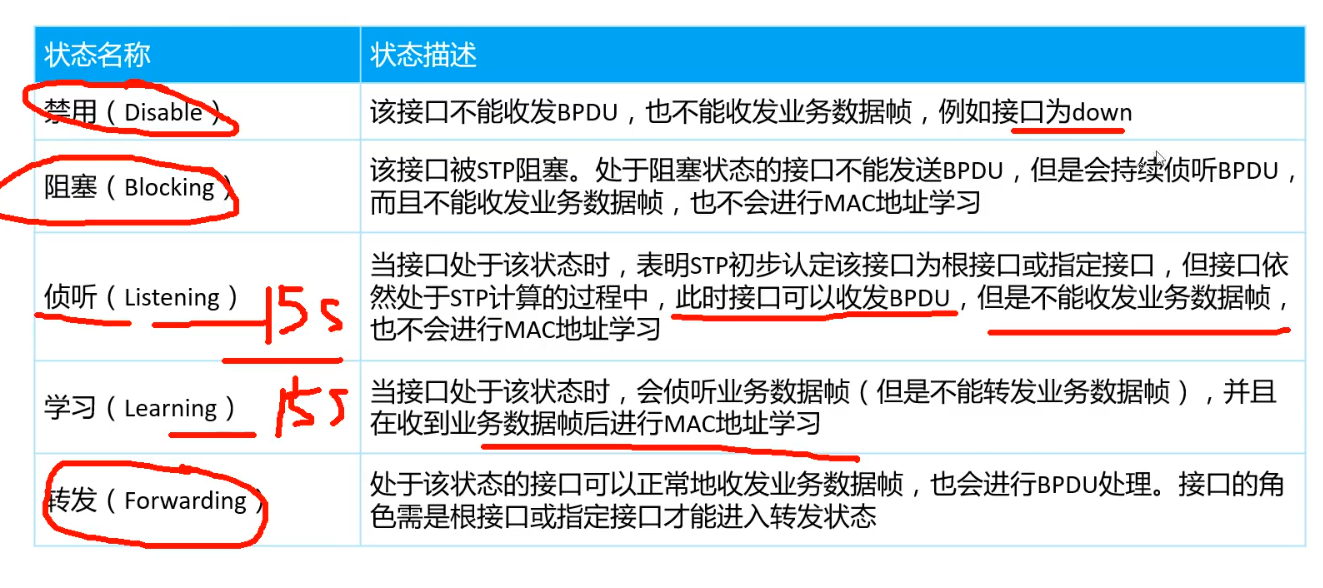 状态名称 状态描述
禁用（Disable） 该接口不能收发BPDU，也不能收发业务数据帧，例如接口为down
阻塞（Blocking） 该接口被STP阻塞。处于阻塞状态的接口不能发送BPDU，但是会持续侦听BPDU，
而且不能收发业务数据帧，也不会进行MAC地址学习
当接口处于该状态时，表明STP初步认定该接口为根接口或指定接口，但接口依
侦听（Listening） 15s 然处于STP计算的过程中，此时接口可以收发BPDU，但是不能收发业务数据帧，
也不会进行MAC地址学习
学习（Learning） 15s 当接口处于该状态时，会侦听业务数据帧（但是不能转发业务数据帧），并且
在收到业务数据帧后进行MAC地址学习
转发（Forwarding） 处于该状态的接口可以正常地收发业务数据帧，也会进行BPDU处理。接口的角
色需是根接口或指定接口才能进入转发状态